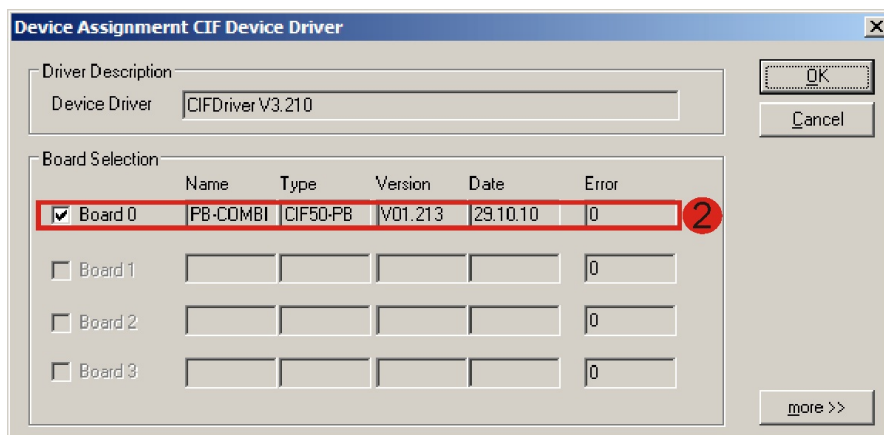 Device Assignmernt CIF Device Driver
Driver Description
Device Driver CIFDriver V3.210
OK
Cancel
Board Selection
Name Type Version Date Error
Board 0 PB-COMBI CIF50-PB V01.213 29.10.10 0 2
Board 1 0
Board 2 0
Board 3 0
more >>